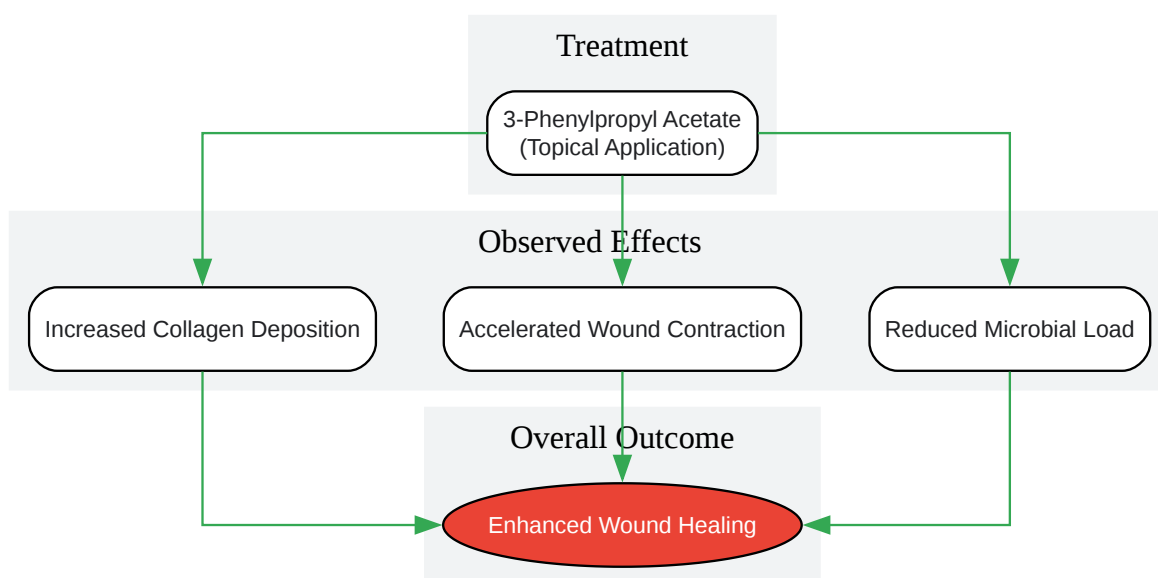 Treatment
3-Phenylpropyl Acetate
(Topical Application)
Observed Effects
Increased Collagen Deposition
Accelerated Wound Contraction
Reduced Microbial Load
Overall Outcome
Enhanced Wound Healing